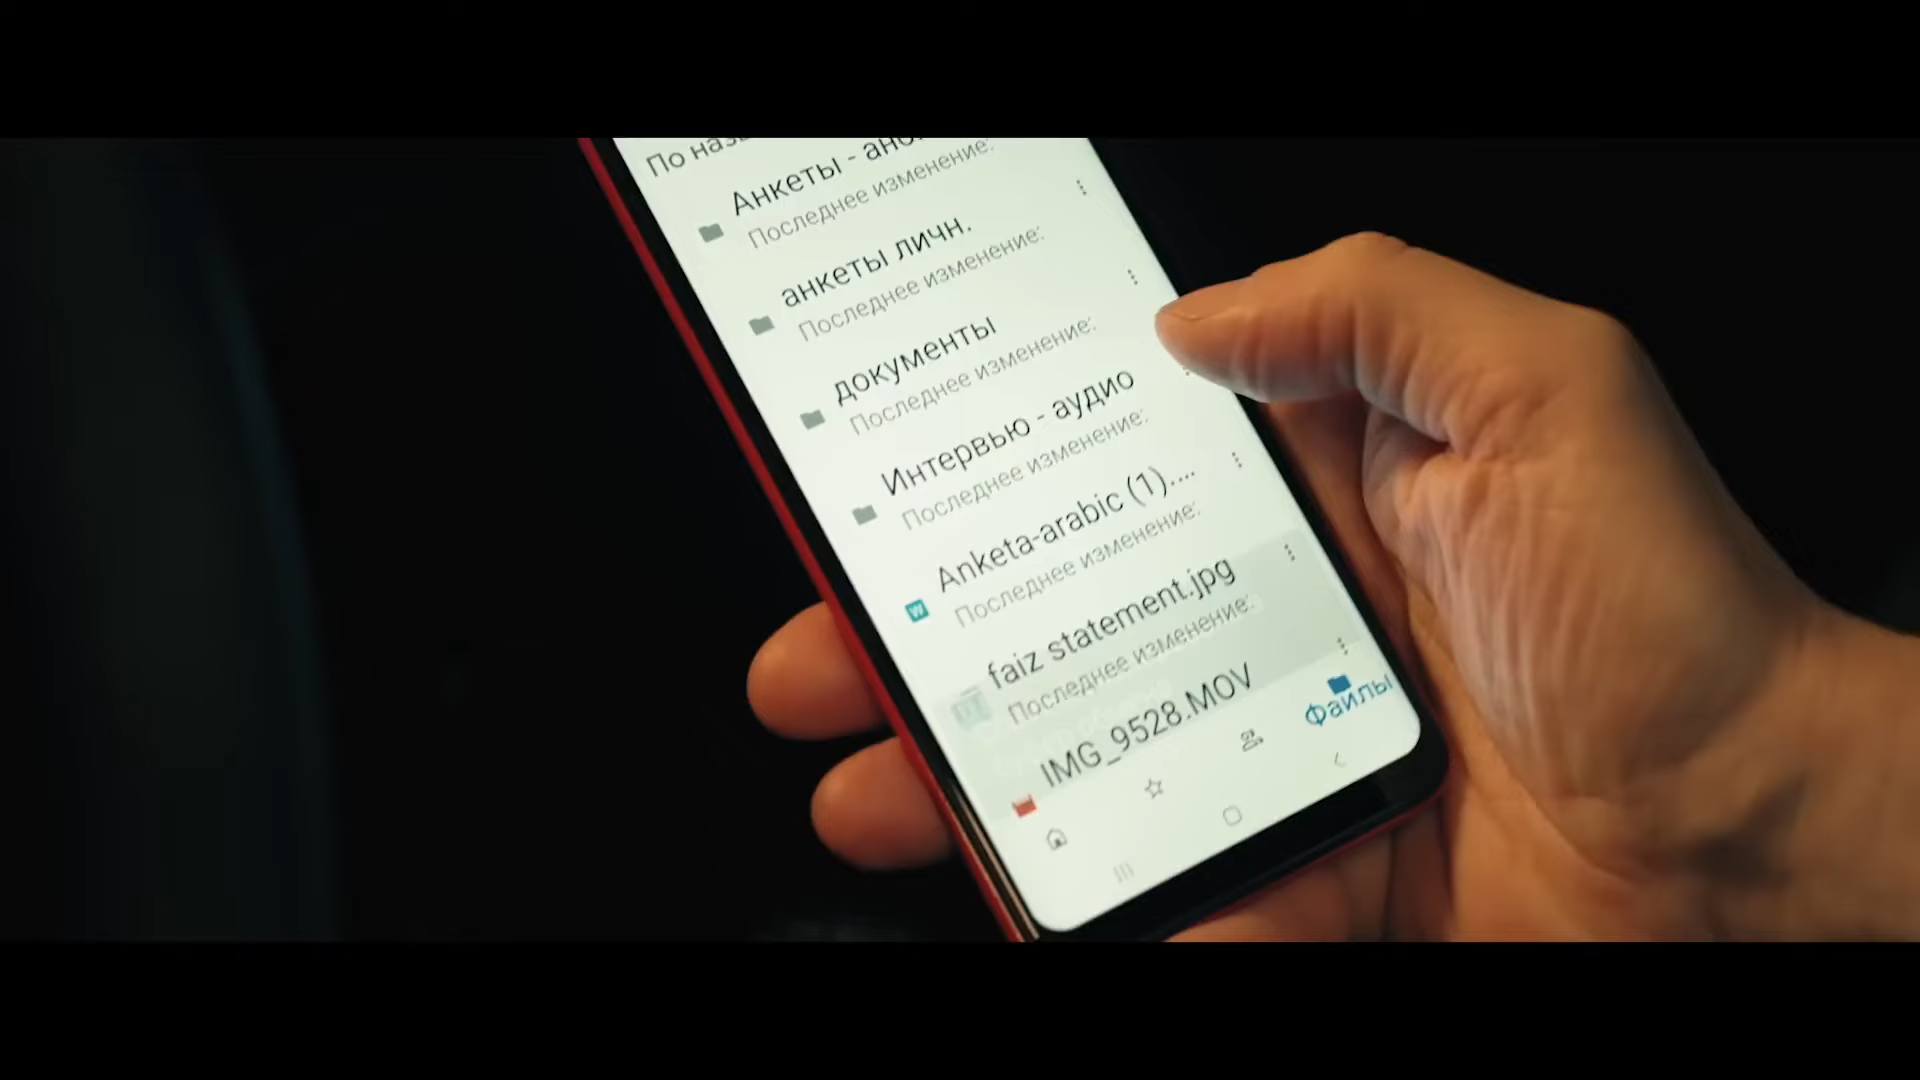 По
Анкеты -
Последнее изменение:
анкеты личн.
Последнее изменение:
документы
Последнее изменение:
Интервью - аудио
Последнее изменение:
Anketa-arabic (1)....
Последнее изменение:
faiz statement.jpg
Последнее изменение:
IMG_9528.MOV
Файлы